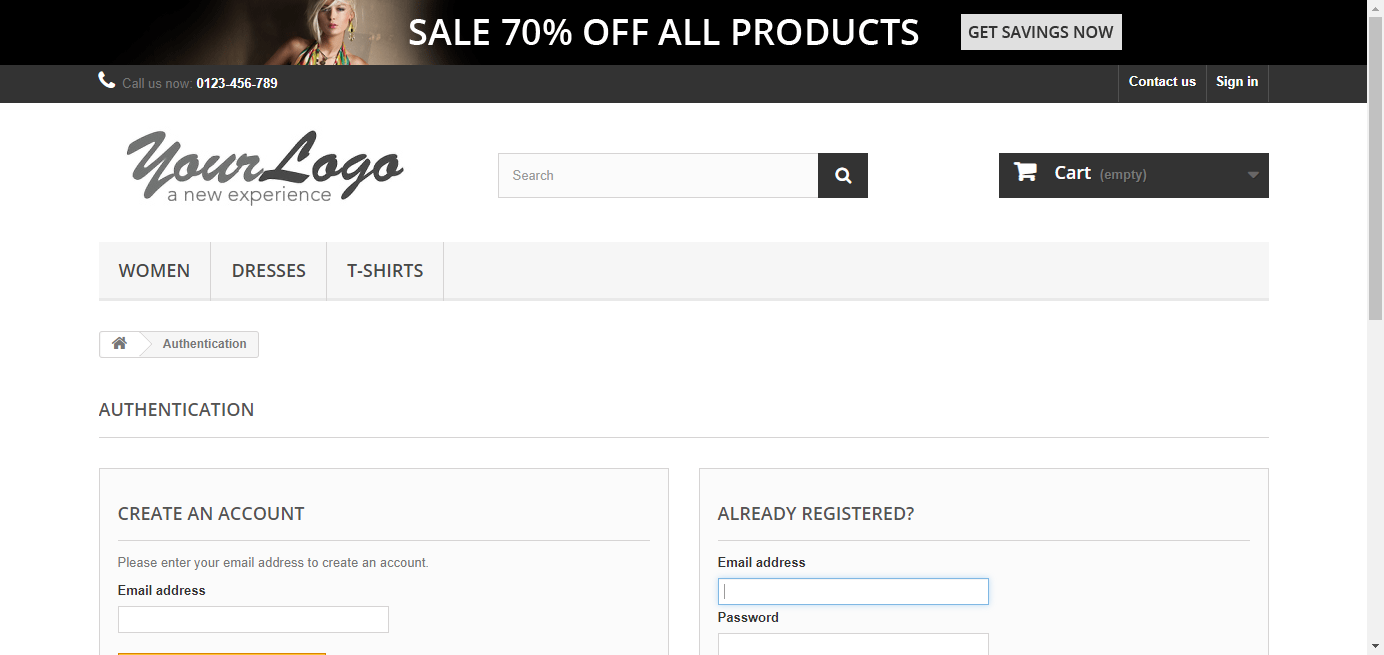 SALE 70% OFF ALL PRODUCTS
GET SAVINGS NOW
Call us now: 0123-456-789
Contact us
Sign in
YourLogo
a new experience
Search
Cart (empty)
WOMEN
DRESSES
T-SHIRTS
Authentication
AUTHENTICATION
CREATE AN ACCOUNT
Please enter your email address to create an account.
Email address
ALREADY REGISTERED?
Email address
Password